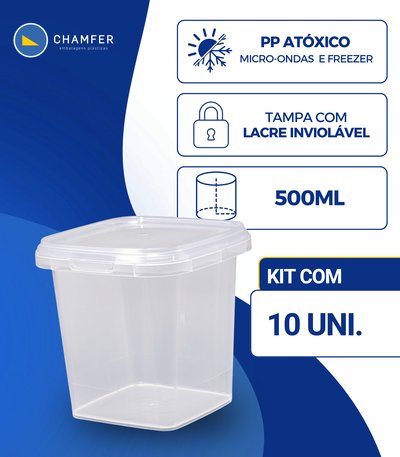 CHAMFER
embalagens plásticas
PP ATÓXICO
MICRO-ONDAS E FREEZER
TAMPA COM
LACRE INVIOLÁVEL
500ML
KIT COM
10 UNI.